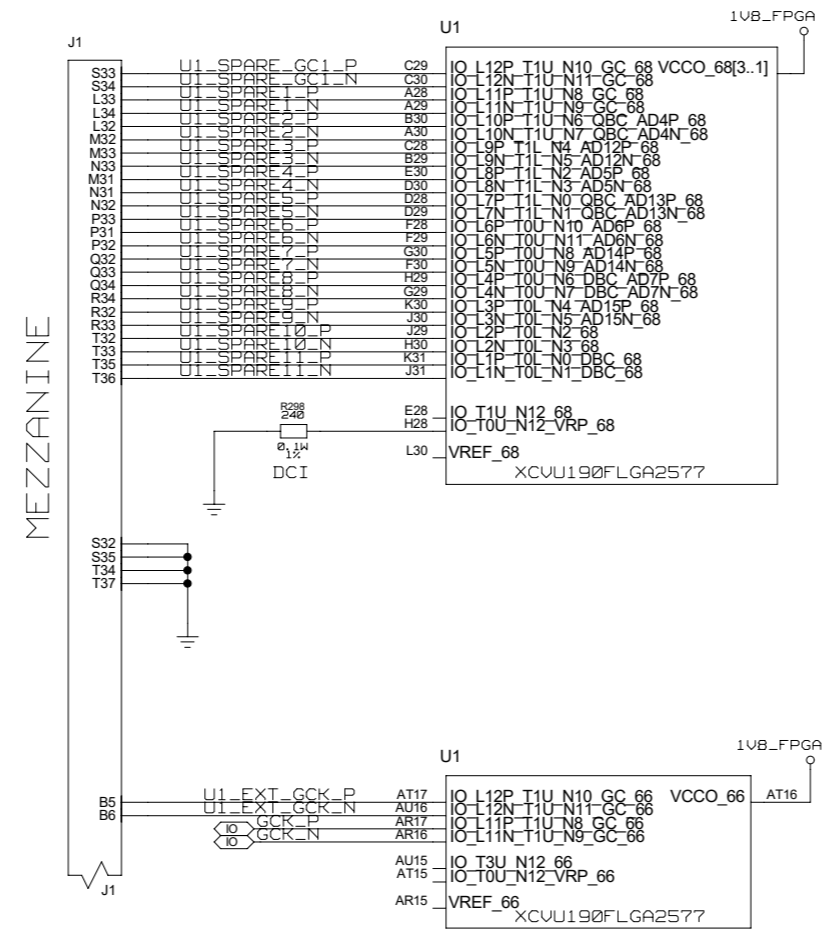 1V8_FPGA
U1
J1
S33 U1_SPARE_GC1_P C29 IO_L12P_T1U_N10_GC_68 VCCO_68[3..1]
S34 U1_SPARE_GC1_N C30 IO_L12N_T1U_N11_GC_68
L33 U1_SPARE1_P A28 IO_L11P_T1U_N8_GC_68
L34 U1_SPARE1_N A29 IO_L11N_T1U_N9_GC_68
L32 U1_SPARE2_P B30 IO_L10P_T1U_N6_QBC_AD4P_68
M32 U1_SPARE2_N A30 IO_L10N_T1U_N7_QBC_AD4N_68
M33 U1_SPARE3_P C28 IO_L9P_T1L_N4_AD12P_68
N33 U1_SPARE3_N B29 IO_L9N_T1L_N5_AD12N_68
M31 U1_SPARE4_P E30 IO_L8P_T1L_N2_AD5P_68
N31 U1_SPARE4_N D30 IO_L8N_T1L_N3_AD5N_68
N32 U1_SPARE5_P D28 IO_L7P_T1L_N0_QBC_AD13P_68
P33 U1_SPARE5_N D29 IO_L7N_T1L_N1_QBC_AD13N_68
P31 U1_SPARE6_P F28 IO_L6P_T0U_N10_AD6P_68
P32 U1_SPARE6_N F29 IO_L6N_T0U_N11_AD6N_68
Q32 U1_SPARE7_P G30 IO_L5P_T0U_N8_AD14P_68
Q33 U1_SPARE7_N F30 IO_L5N_T0U_N9_AD14N_68
Q34 U1_SPARE8_P H29 IO_L4P_T0U_N6_DBC_AD7P_68
R34 U1_SPARE8_N G29 IO_L4N_T0U_N7_DBC_AD7N_68
R32 U1_SPARE9_P K30 IO_L3P_T0L_N4_AD15P_68
R33 U1_SPARE9_N J30 IO_L3N_T0L_N5_AD15N_68
T32 U1_SPARE10_P J29 IO_L2P_T0L_N2_68
T33 U1_SPARE10_N H30 IO_L2N_T0L_N3_68
T35 U1_SPARE11_P K31 IO_L1P_T0L_N0_DBC_68
T36 U1_SPARE11_N J31 IO_L1N_T0L_N1_DBC_68
MEZZANINE
R298
240
0.1W
1%
DCI
E28 IO_T1U_N12_68
H28 IO_T0U_N12_VRP_68
L30 VREF_68
XCVU190FLGA2577
S32
S35
T34
T37
1V8_FPGA
U1
B5 U1_EXT_GCK_P AT17 IO_L12P_T1U_N10_GC_66 VCCO_66 AT16
B6 U1_EXT_GCK_N AU16 IO_L12N_T1U_N11_GC_66
IO GCK_P AR17 IO_L11P_T1U_N8_GC_66
IO GCK_N AR16 IO_L11N_T1U_N9_GC_66
AU15 IO_T3U_N12_66
AT15 IO_T0U_N12_VRP_66
AR15 VREF_66
XCVU190FLGA2577
J1